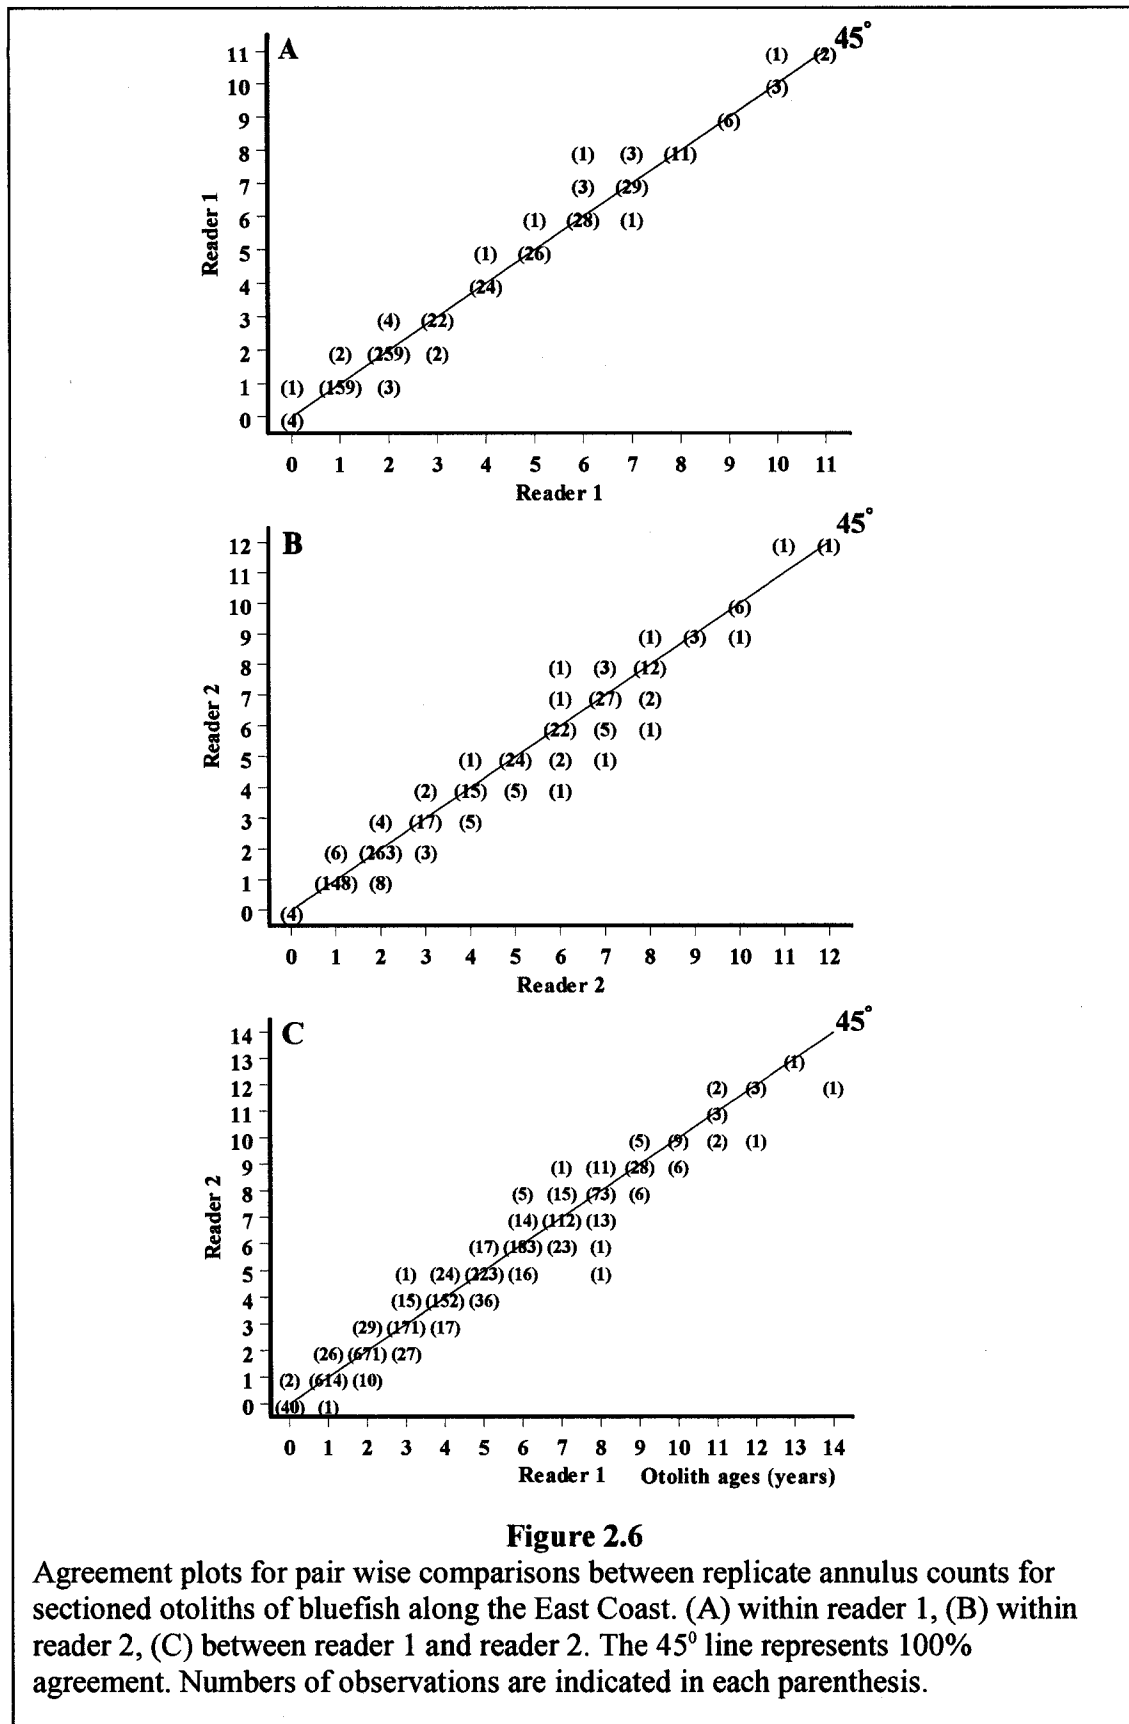 A
45°
11 (1) (2)
10 (3)
9 (6)
8 (1) (3) (11)
7 (3) (29)
6 (1) (28) (1)
5 (1) (26)
4 (24)
3 (4) (22)
2 (2) (259) (2)
1 (1) (159) (3)
0 (4)
Reader 1
0 1 2 3 4 5 6 7 8 9 10 11
Reader 1
B
45°
12 (1) (1)
11
10 (6)
9 (1) (3) (1)
8 (1) (3) (12)
7 (1) (27) (2)
6 (22) (5) (1)
5 (1) (24) (2) (1)
4 (2) (15) (5) (1)
3 (4) (17) (5)
2 (6) (263) (3)
1 (148) (8)
0 (4)
Reader 2
0 1 2 3 4 5 6 7 8 9 10 11 12
Reader 2
C
45°
14
13 (1)
12 (2) (3) (1)
11 (3)
10 (5) (9) (2) (1)
9 (1) (11) (28) (6)
8 (5) (15) (73) (6)
7 (14) (112) (13)
6 (17) (183) (23) (1)
5 (1) (24) (223) (16) (1)
4 (15) (152) (36)
3 (29) (171) (17)
2 (26) (671) (27)
1 (2) (614) (10)
0 (40) (1)
Reader 2
0 1 2 3 4 5 6 7 8 9 10 11 12 13 14
Reader 1 Otolith ages (years)
Figure 2.6
Agreement plots for pair wise comparisons between replicate annulus counts for
sectioned otoliths of bluefish along the East Coast. (A) within reader 1, (B) within
reader 2, (C) between reader 1 and reader 2. The 45⁰ line represents 100%
agreement. Numbers of observations are indicated in each parenthesis.